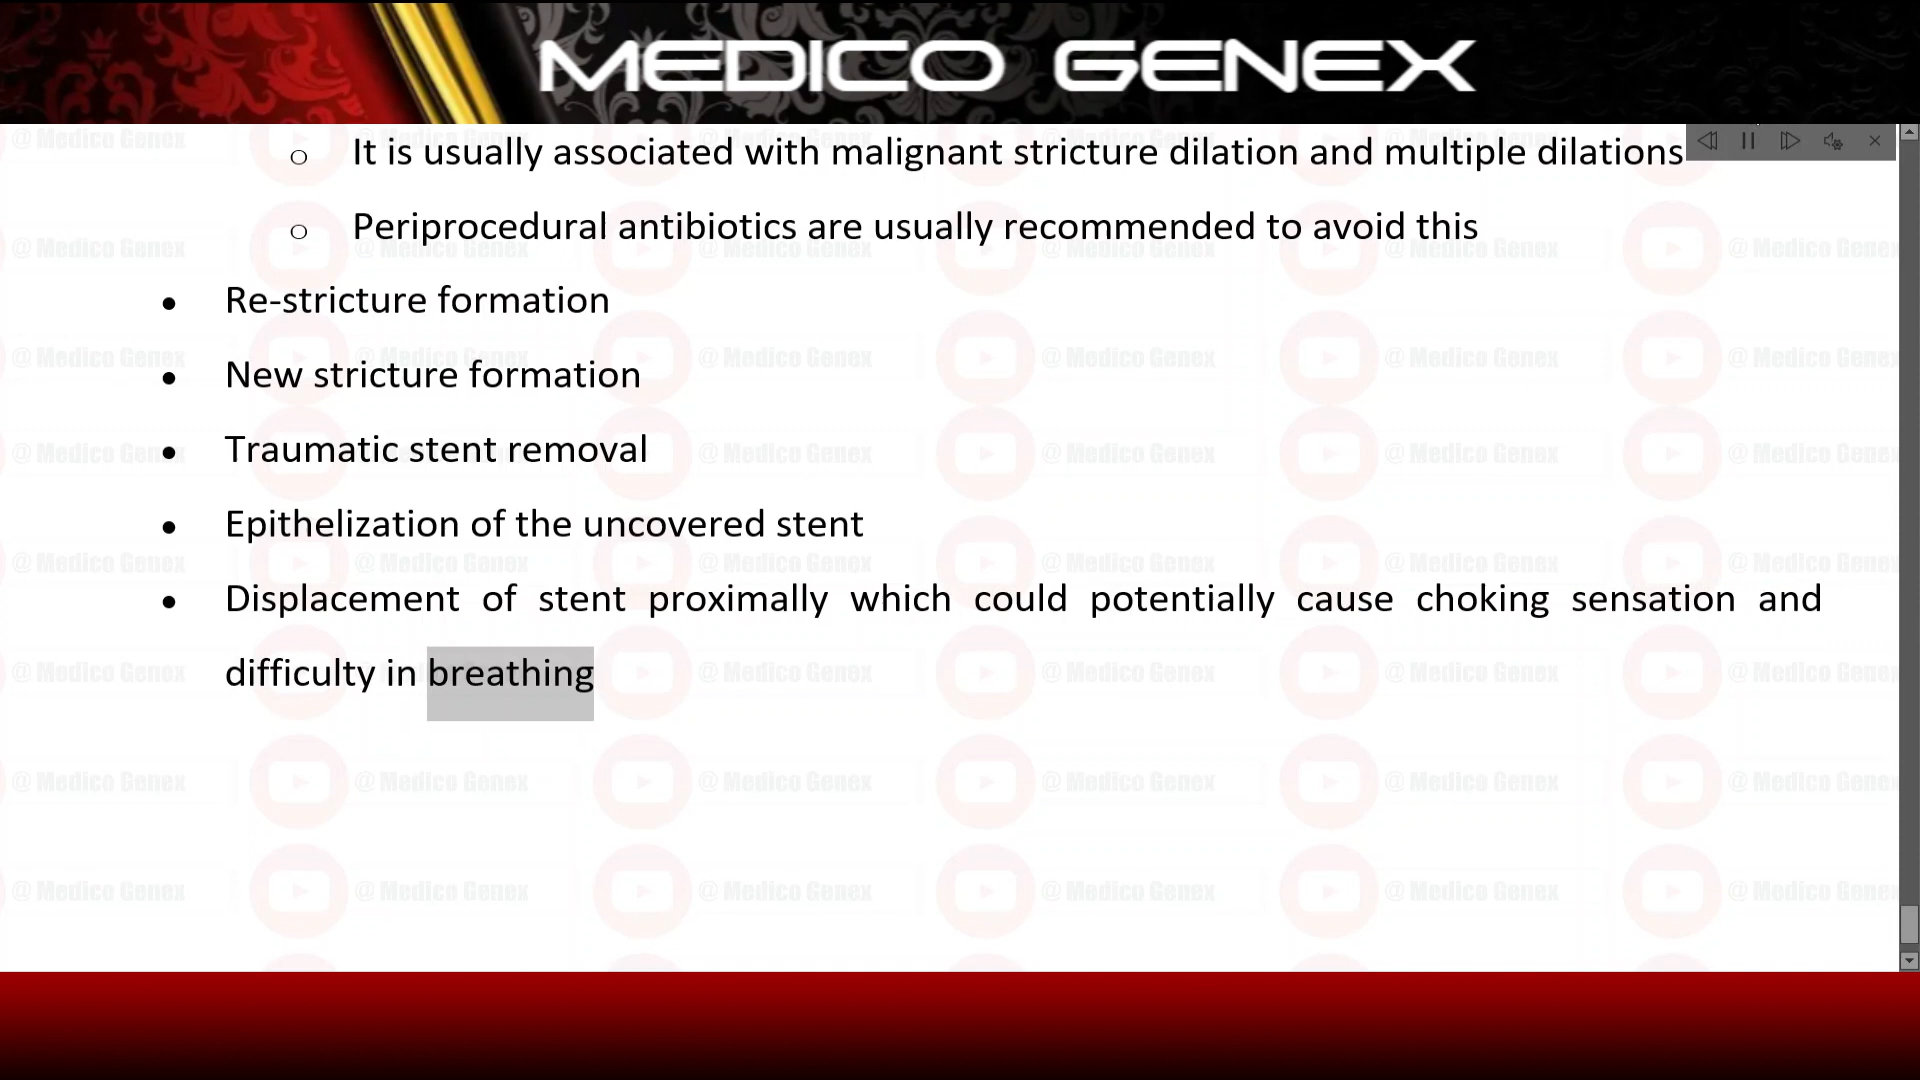 MEDICO GENEX
o It is usually associated with malignant stricture dilation and multiple dilations
o Periprocedural antibiotics are usually recommended to avoid this
• Re-stricture formation
• New stricture formation
• Traumatic stent removal
• Epithelization of the uncovered stent
• Displacement of stent proximally which could potentially cause choking sensation and
difficulty in breathing
@ Medico Genex